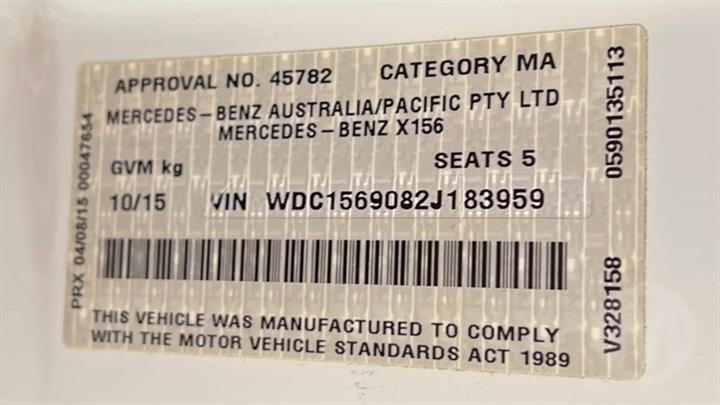 APPROVAL NO. 45782 CATEGORY MA
MERCEDES-BENZ AUSTRALIA/PACIFIC PTY LTD
MERCEDES-BENZ X156
GVM kg SEATS 5
10/15 VIN WDC1569082J183959
THIS VEHICLE WAS MANUFACTURED TO COMPLY
WITH THE MOTOR VEHICLE STANDARDS ACT 1989
PRX 04/08/15 00047654
V328158 0590135113